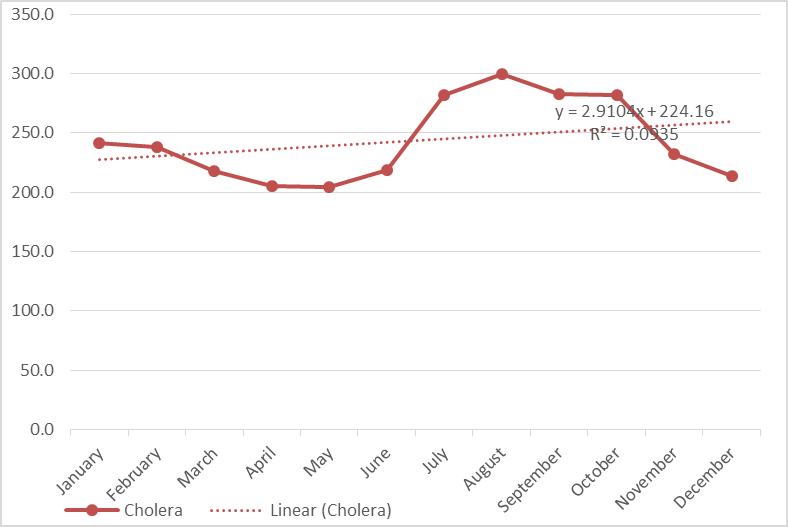 350.0
300.0
250.0
200.0
150.0
100.0
50.0
0.0
y = 2.9104x + 224.16
R² = 0.0935
January
February
March
April
May
June
July
August
September
October
November
December
Cholera
Linear (Cholera)